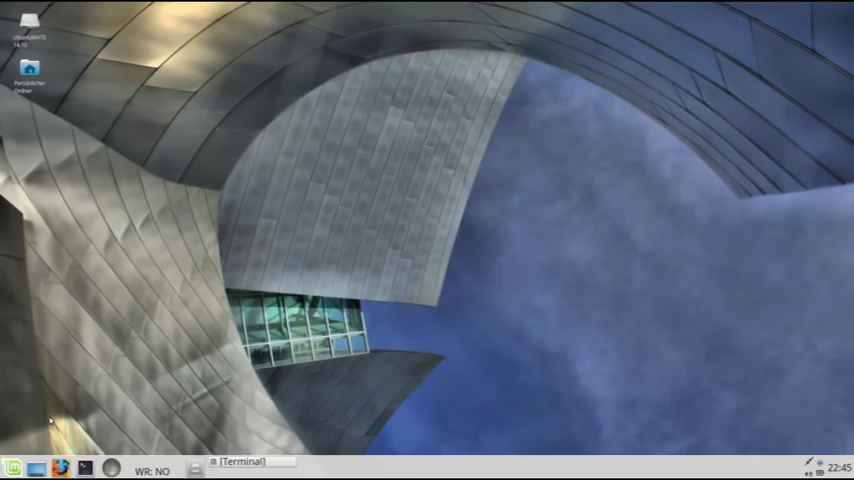 UbuntuMATE
14.10
Persönlicher
Ordner
WR: NO
[Terminal]
22:45